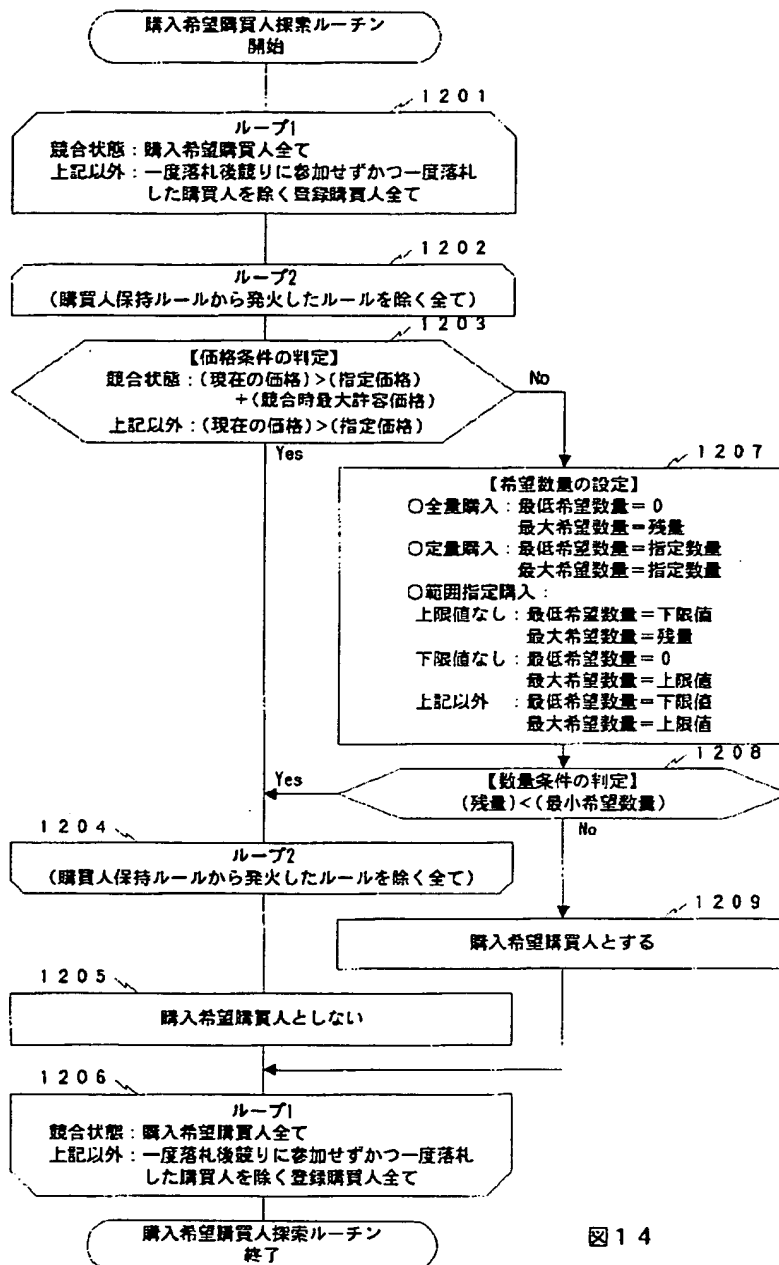 購入希望購買人探索ルーチン
開始
1201
ループ1
競合状態：購入希望購買人全て
上記以外：一度落札後競りに参加せずかつ一度落札
した購買人を除く登録購買人全て
1202
ループ2
（購買人保持ルールから発火したルールを除く全て）
1203
【価格条件の判定】
競合状態：(現在の価格)＞(指定価格)
＋(競合時最大許容価格)
上記以外：(現在の価格)＞(指定価格)
No
Yes
1207
【希望数量の設定】
○全量購入：最低希望数量＝0
最大希望数量＝残量
○定量購入：最低希望数量＝指定数量
最大希望数量＝指定数量
○範囲指定購入：
上限値なし：最低希望数量＝下限値
最大希望数量＝残量
下限値なし：最低希望数量＝0
最大希望数量＝上限値
上記以外：最低希望数量＝下限値
最大希望数量＝上限値
1208
【数量条件の判定】
(残量)＜(最小希望数量)
Yes
No
1204
ループ2
（購買人保持ルールから発火したルールを除く全て）
1209
購入希望購買人とする
1205
購入希望購買人としない
1206
ループ1
競合状態：購入希望購買人全て
上記以外：一度落札後競りに参加せずかつ一度落札
した購買人を除く登録購買人全て
購入希望購買人探索ルーチン
終了
図14